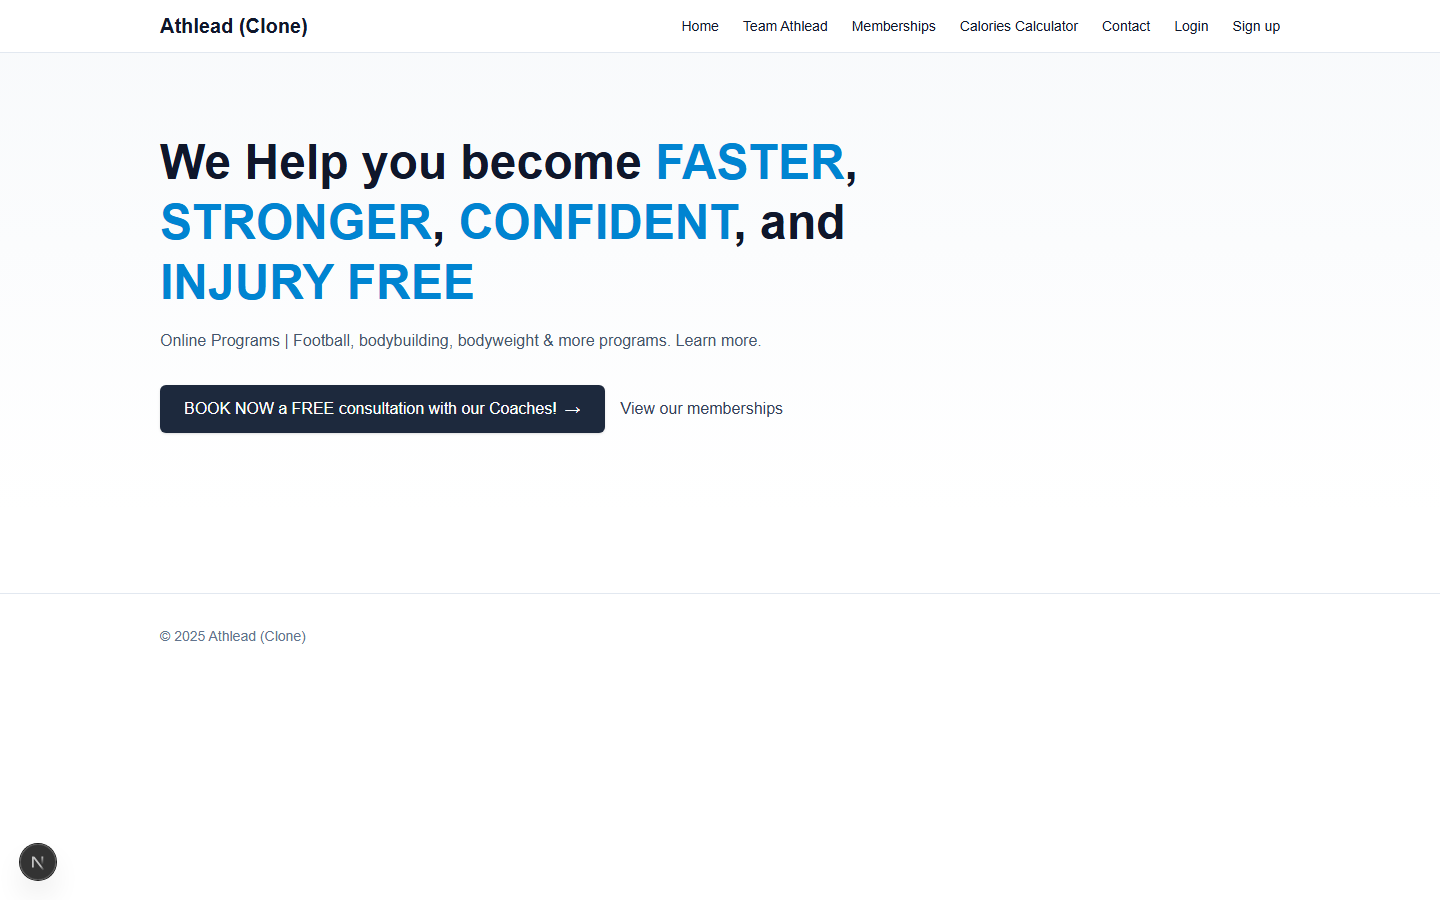 Athlead (Clone)
Home Team Athlead Memberships Calories Calculator Contact Login Sign up
We Help you become FASTER,
STRONGER, CONFIDENT, and
INJURY FREE
Online Programs | Football, bodybuilding, bodyweight & more programs. Learn more.
BOOK NOW a FREE consultation with our Coaches! → View our memberships
© 2025 Athlead (Clone)
N